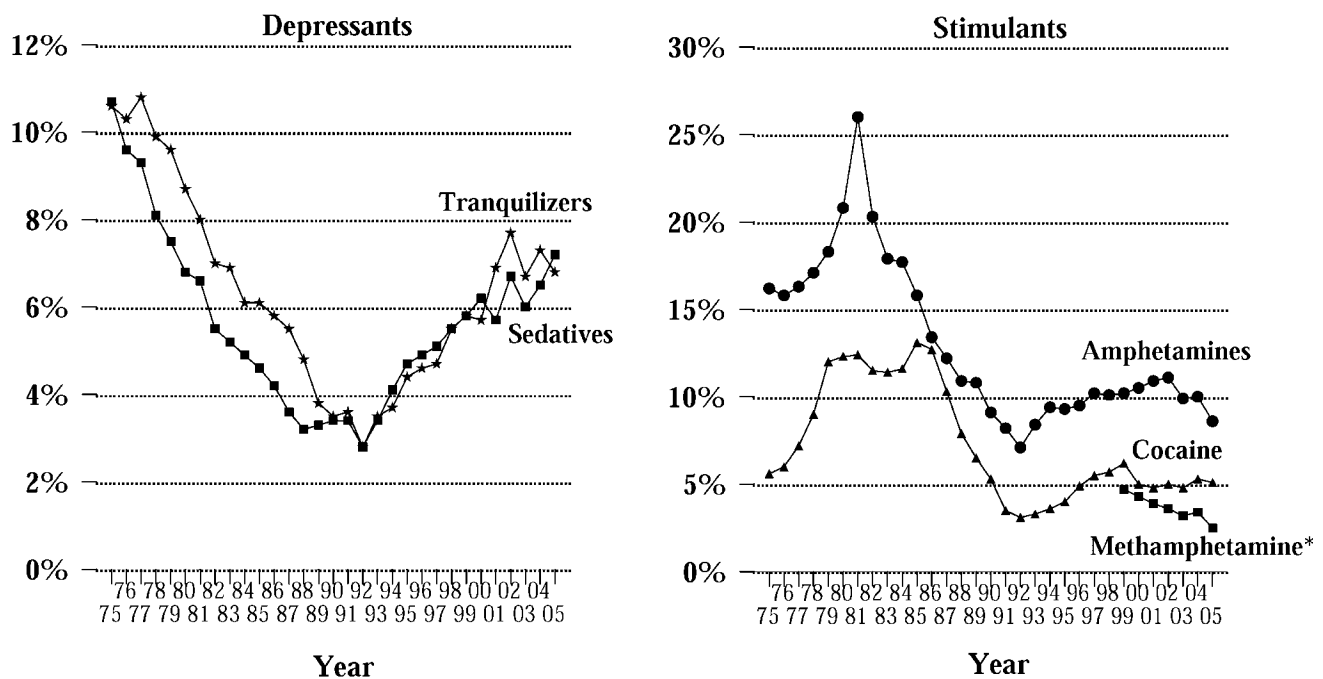 Depressants
12%
10%
8%
6%
4%
2%
0%
Tranquilizers
Sedatives
76 78 80 82 84 86 88 90 92 94 96 98 00 02 04
75 77 79 81 83 85 87 89 91 93 95 97 99 01 03 05
Year
Stimulants
30%
25%
20%
15%
10%
5%
0%
Amphetamines
Cocaine
Methamphetamine*
76 78 80 82 84 86 88 90 92 94 96 98 00 02 04
75 77 79 81 83 85 87 89 91 93 95 97 99 01 03 05
Year